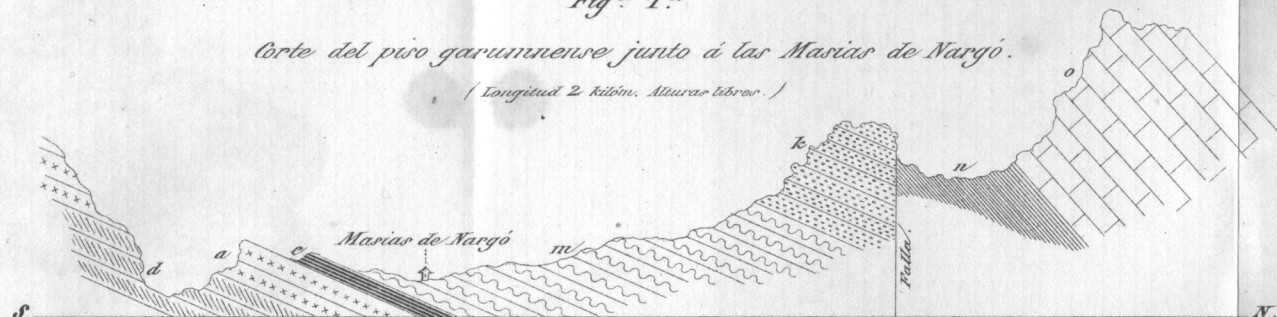 Fig.ª 1.ª
Corte del piso garumnense junto á las Masias de Nargó.
(Longitud 2 kilóm. Alturas libres.)
o
k
n
Masias de Nargó
a
c
m
d
Falla.
S
N.